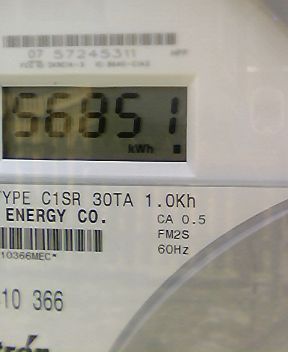 07 57245311
56851
kWh
TYPE C1SR 30TA 1.0Kh
ENERGY CO.
CA 0.5
FM2S
60Hz
10366MEC*
10 366